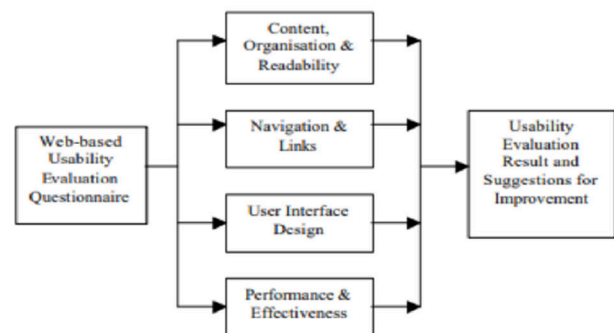 Content,
Organisation &
Readability
Web-based
Usability
Evaluation
Questionnaire
Navigation &
Links
User Interface
Design
Performance &
Effectiveness
Usability
Evaluation
Result and
Suggestions for
Improvement